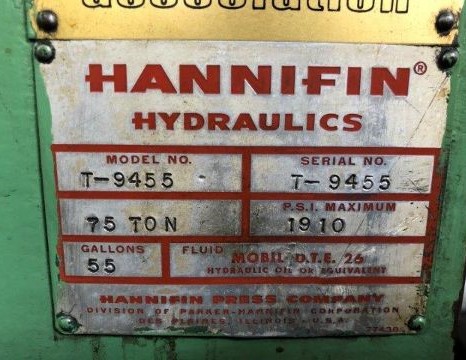 HANNIFIN®
HYDRAULICS
MODEL NO. SERIAL NO.
T-9455 T-9455
P.S.I. MAXIMUM
75 TON 1910
GALLONS FLUID MOBIL D.T.E. 26
55 HYDRAULIC OIL OR EQUIVALENT
HANNIFIN PRESS COMPANY
DIVISION OF PARKER-HANNIFIN CORPORATION
DES PLAINES, ILLINOIS - U.S.A.